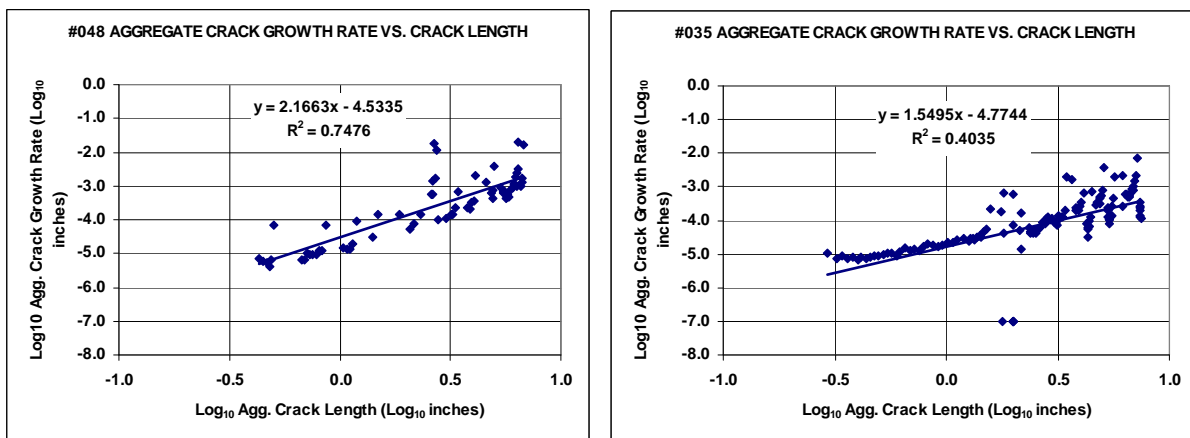 #048 AGGREGATE CRACK GROWTH RATE VS. CRACK LENGTH
Log10 Agg. Crack Growth Rate (Log₁₀
inches)
0.0
-1.0
-2.0
-3.0
-4.0
-5.0
-6.0
-7.0
-8.0
y = 2.1663x - 4.5335
R² = 0.7476
-1.0 -0.5 0.0 0.5 1.0
Log₁₀ Agg. Crack Length (Log₁₀ inches)
#035 AGGREGATE CRACK GROWTH RATE VS. CRACK LENGTH
Log10 Agg. Crack Growth Rate (Log₁₀
inches)
0.0
-1.0
-2.0
-3.0
-4.0
-5.0
-6.0
-7.0
-8.0
y = 1.5495x - 4.7744
R² = 0.4035
-1.0 -0.5 0.0 0.5 1.0
Log₁₀ Agg. Crack Length (Log₁₀ inches)